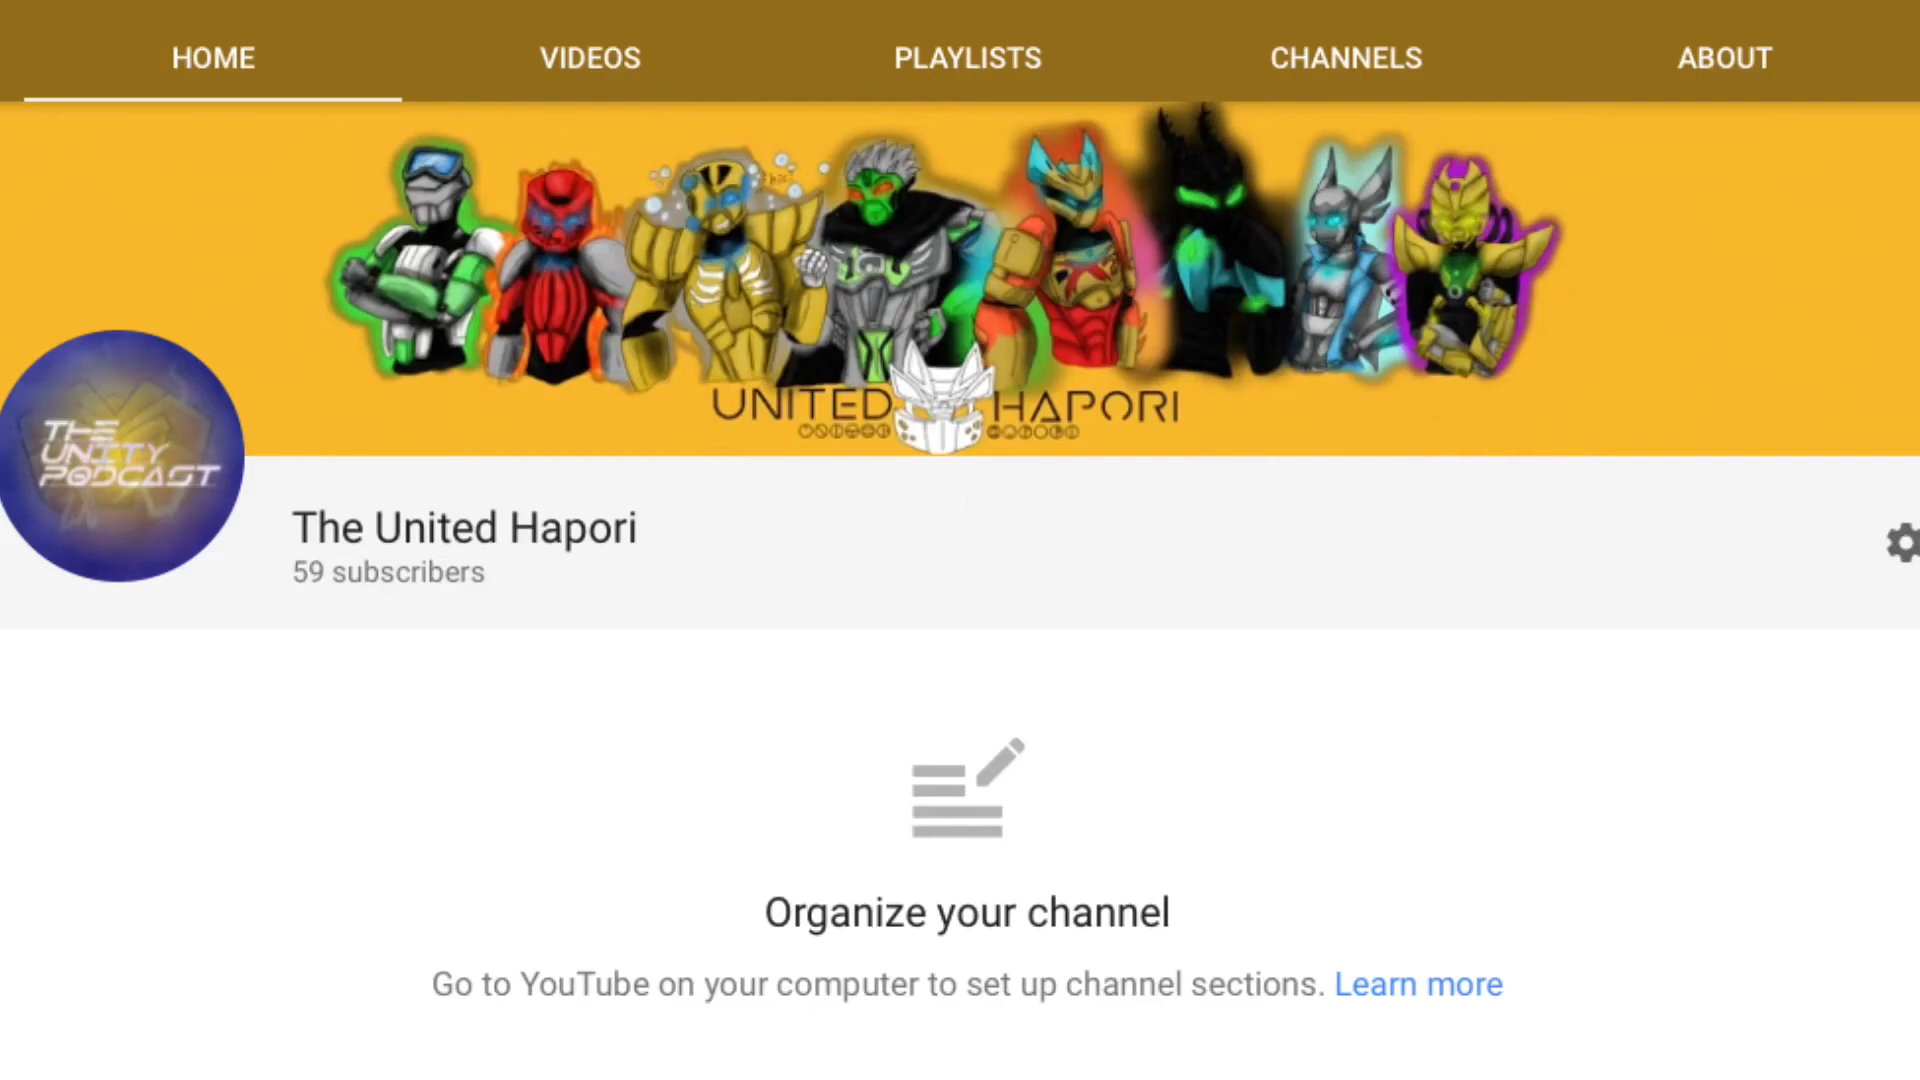 HOME VIDEOS PLAYLISTS CHANNELS ABOUT
UNITED HAPORI
THE
UNITY
PODCAST
The United Hapori
59 subscribers
Organize your channel
Go to YouTube on your computer to set up channel sections. Learn more